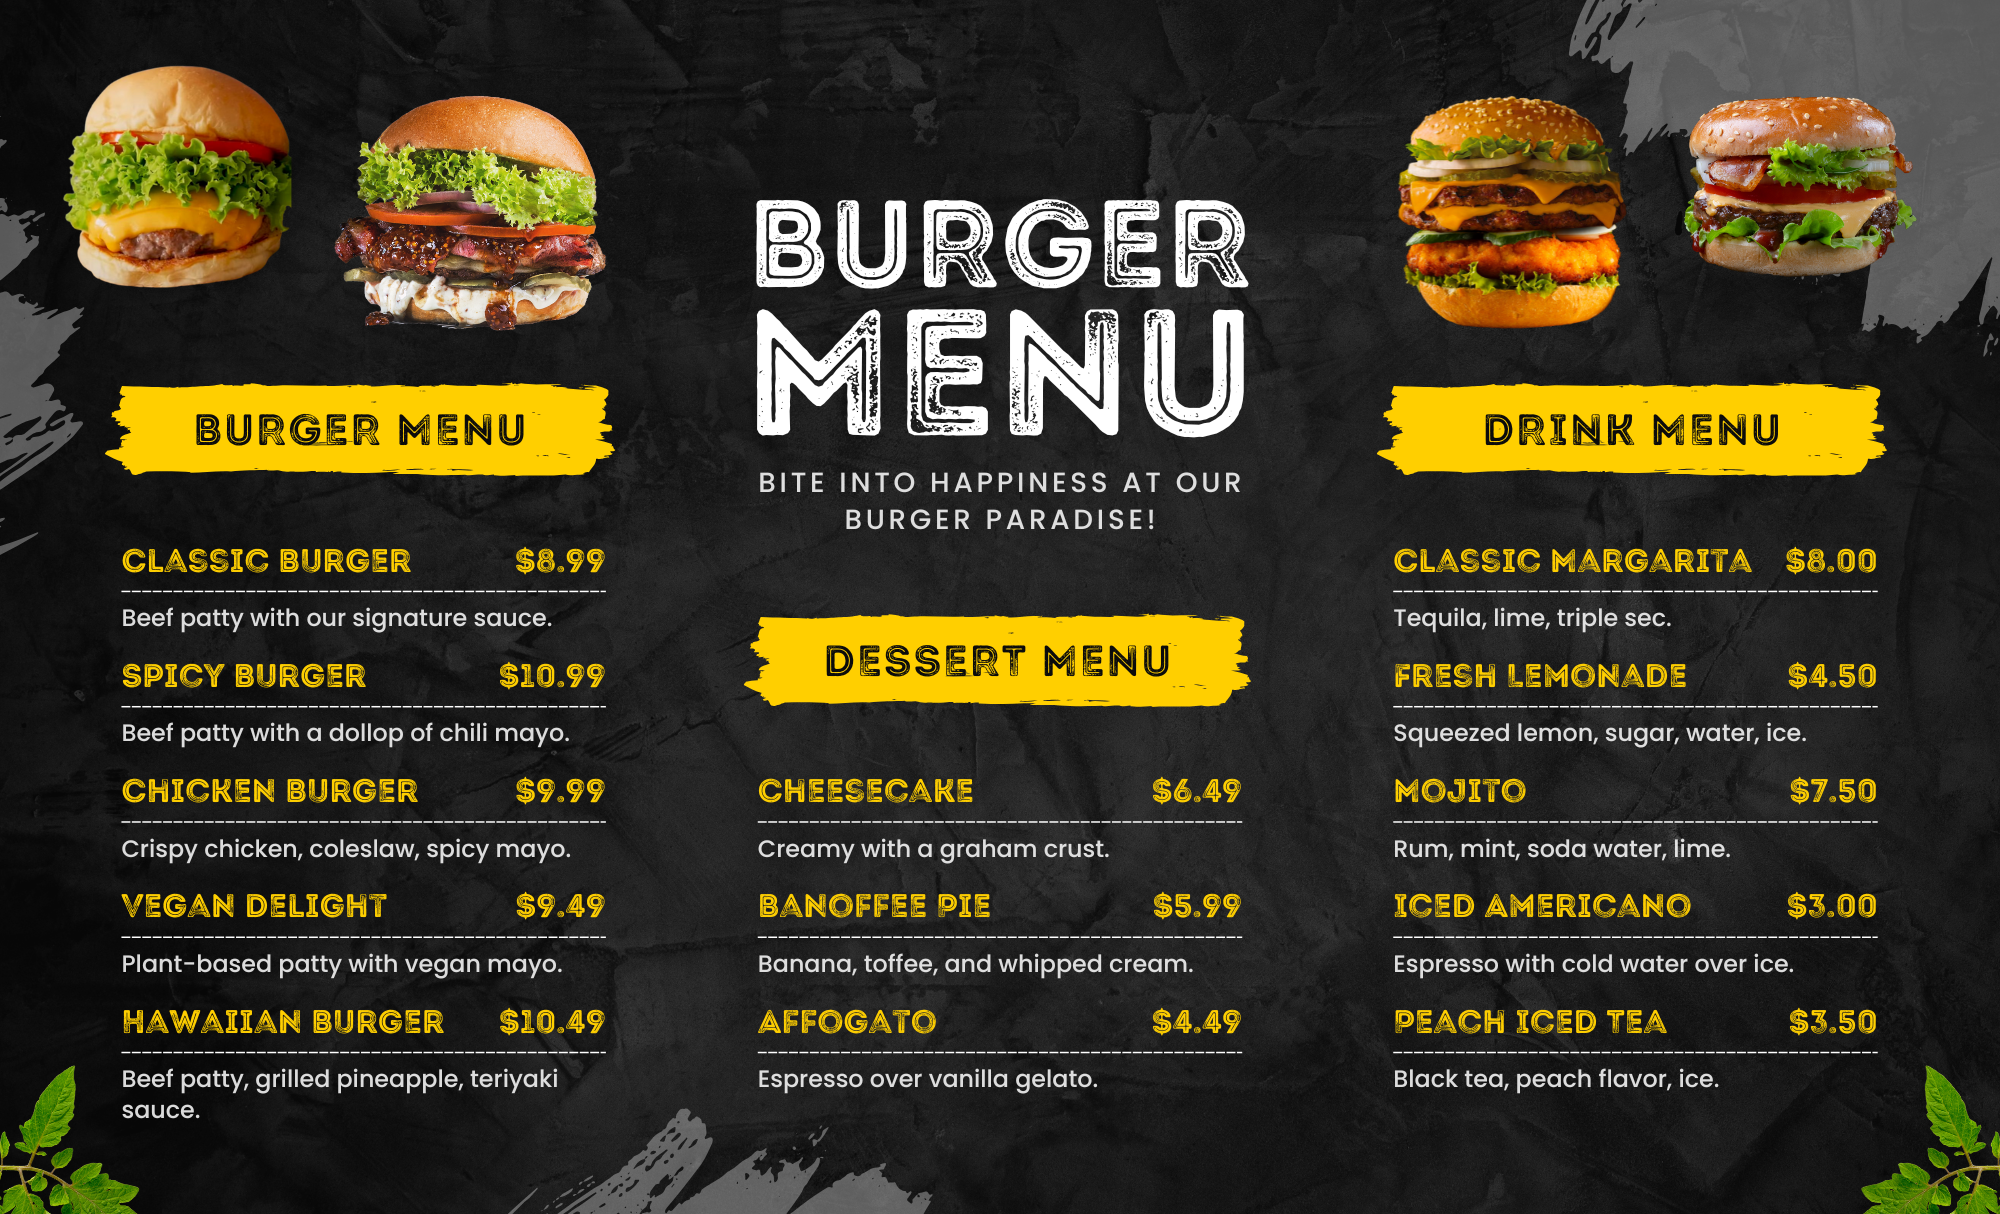 BURGER
MENU
BITE INTO HAPPINESS AT OUR
BURGER PARADISE!
BURGER MENU
CLASSIC BURGER $8.99
Beef patty with our signature sauce.
SPICY BURGER $10.99
Beef patty with a dollop of chili mayo.
CHICKEN BURGER $9.99
Crispy chicken, coleslaw, spicy mayo.
VEGAN DELIGHT $9.49
Plant-based patty with vegan mayo.
HAWAIIAN BURGER $10.49
Beef patty, grilled pineapple, teriyaki
sauce.
DESSERT MENU
CHEESECAKE $6.49
Creamy with a graham crust.
BANOFFEE PIE $5.99
Banana, toffee, and whipped cream.
AFFOGATO $4.49
Espresso over vanilla gelato.
DRINK MENU
CLASSIC MARGARITA $8.00
Tequila, lime, triple sec.
FRESH LEMONADE $4.50
Squeezed lemon, sugar, water, ice.
MOJITO $7.50
Rum, mint, soda water, lime.
ICED AMERICANO $3.00
Espresso with cold water over ice.
PEACH ICED TEA $3.50
Black tea, peach flavor, ice.